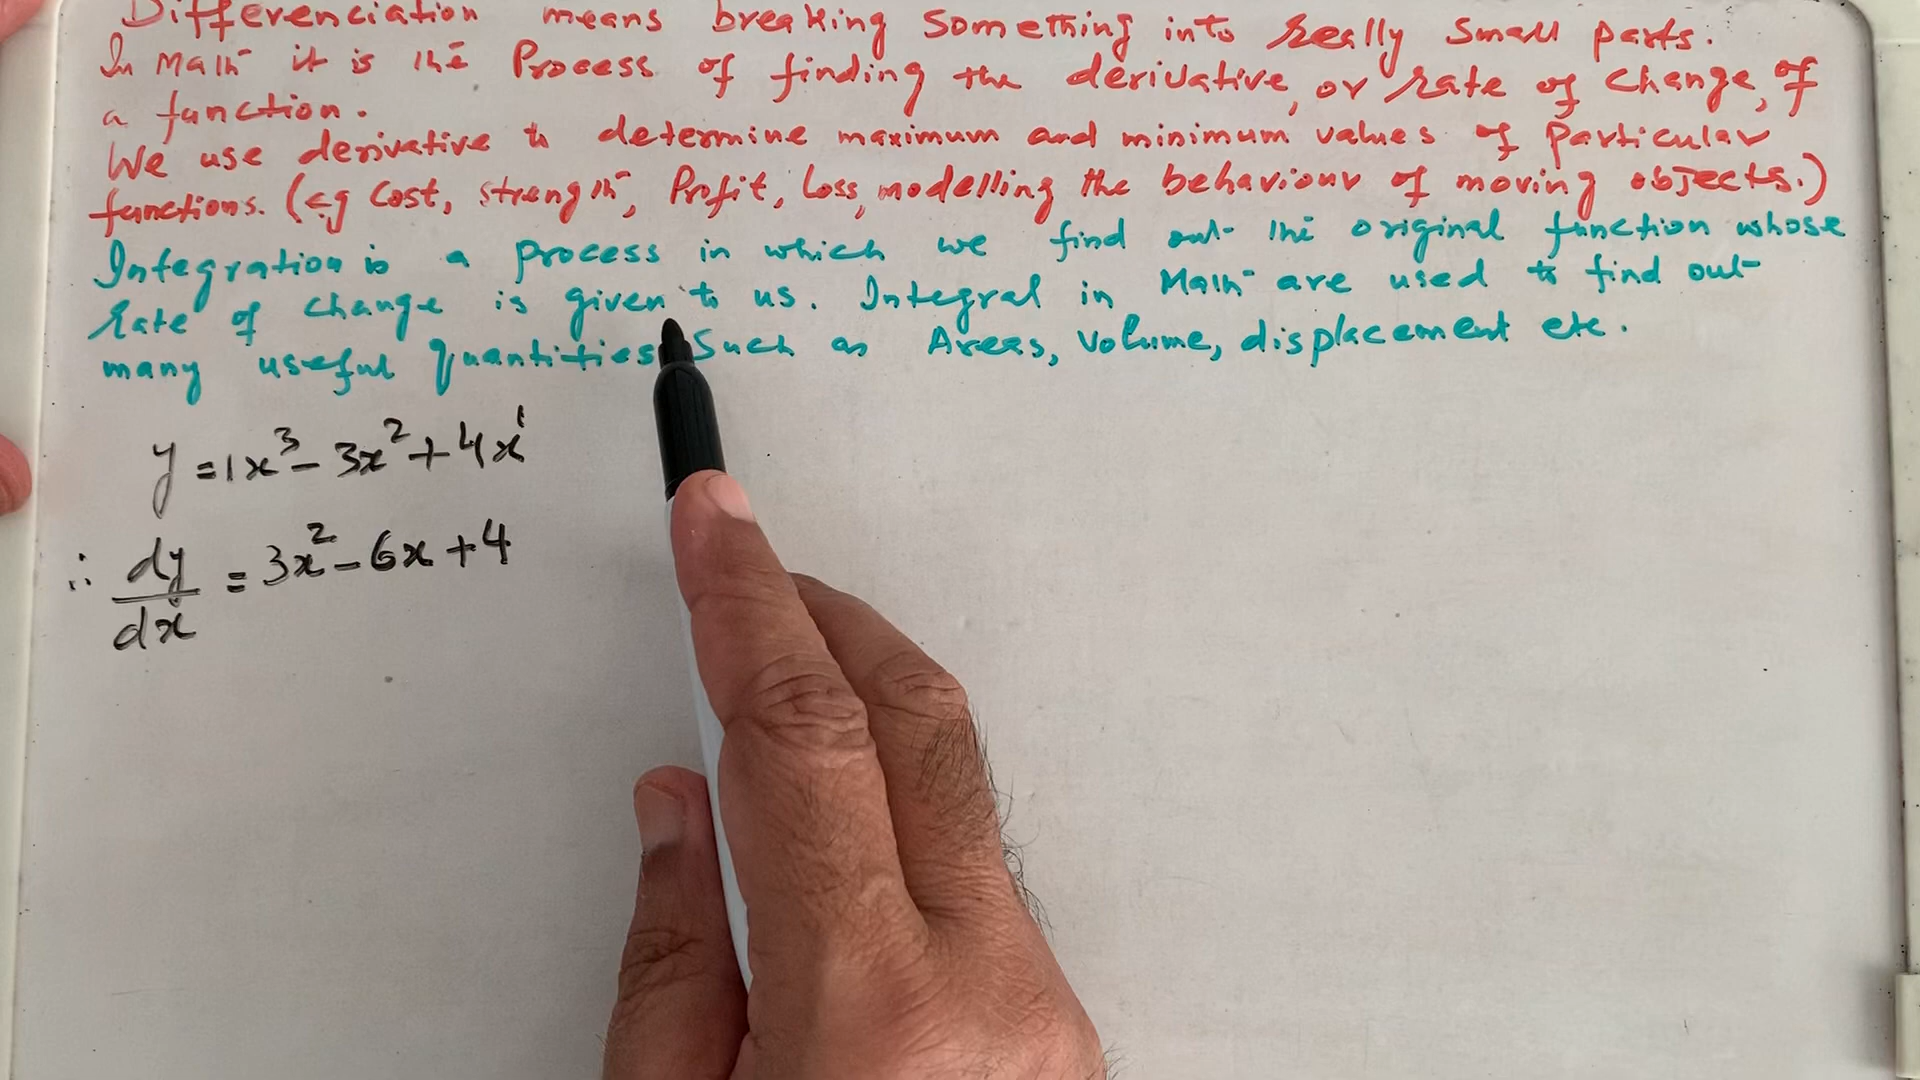 Differenciation means breaking something into really small parts.
In Math it is the Process of finding the derivative, or rate of change, of
a function.
We use derivative to determine maximum and minimum values of Particular
functions. (eg Cost, strength, Profit, Loss, modelling the behaviour of moving objects.)
Integration is a process in which we find out the original function whose
rate of change is given to us. Integral in Math are used to find out
many useful quantities such as Areas, volume, displacement etc.
y = 1x³ - 3x² + 4x¹
∴ dy/dx = 3x² - 6x + 4